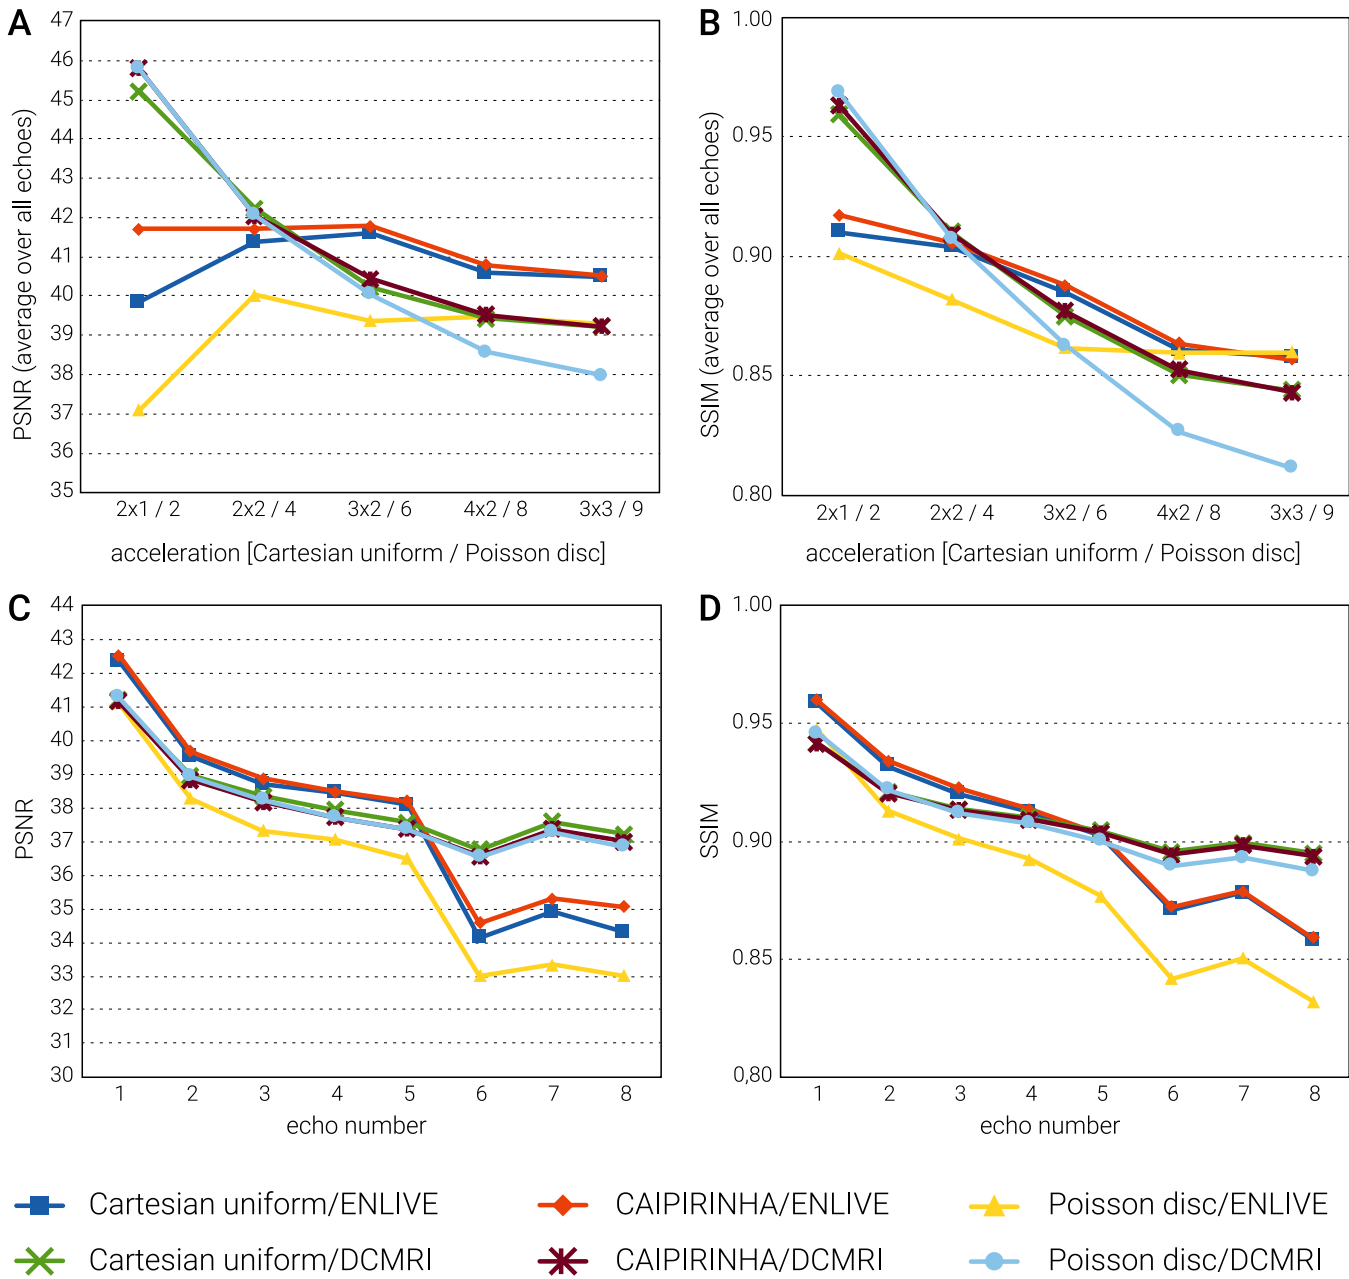 A
47
46
45
44
43
42
41
40
39
38
37
36
35
PSNR (average over all echoes)
2x1 / 2 2x2 / 4 3x2 / 6 4x2 / 8 3x3 / 9
acceleration [Cartesian uniform / Poisson disc]
B
1.00
0.95
0.90
0.85
0.80
SSIM (average over all echoes)
2x1 / 2 2x2 / 4 3x2 / 6 4x2 / 8 3x3 / 9
acceleration [Cartesian uniform / Poisson disc]
C
44
43
42
41
40
39
38
37
36
35
34
33
32
31
30
PSNR
1 2 3 4 5 6 7 8
echo number
D
1.00
0.95
0.90
0.85
0,80
SSIM
1 2 3 4 5 6 7 8
echo number
Cartesian uniform/ENLIVE
CAIPIRINHA/ENLIVE
Poisson disc/ENLIVE
Cartesian uniform/DCMRI
CAIPIRINHA/DCMRI
Poisson disc/DCMRI